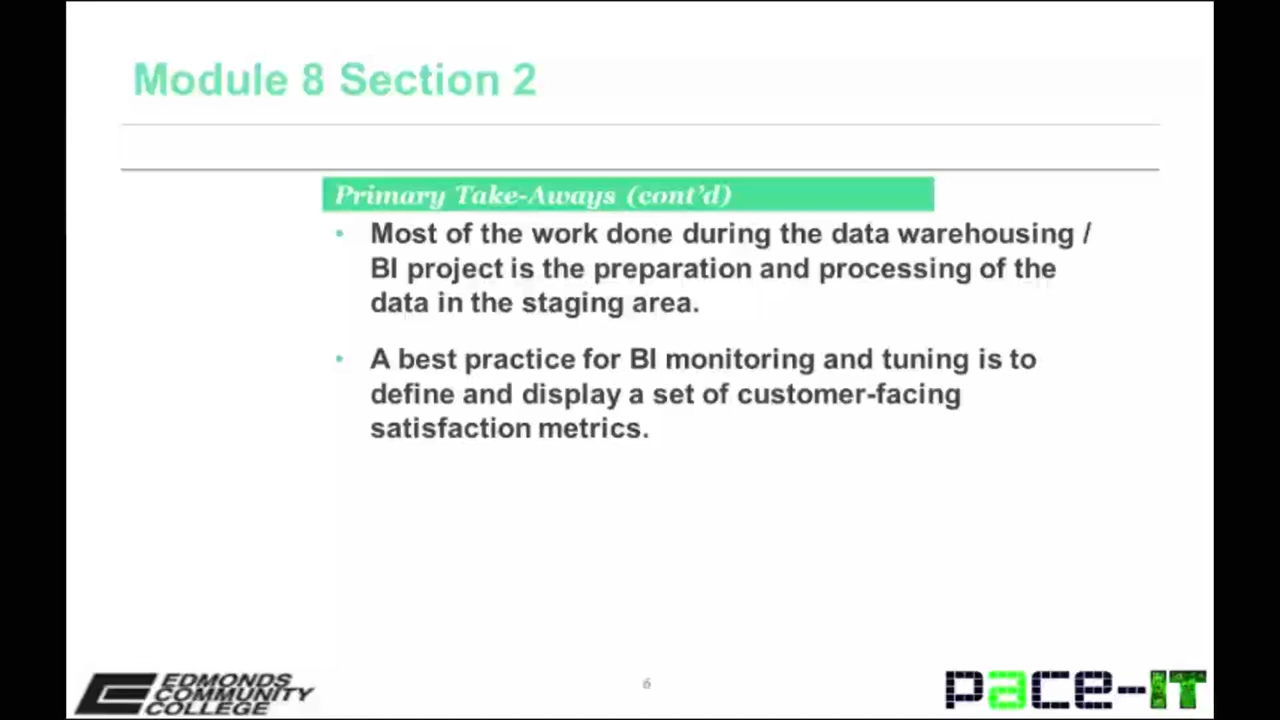 Module 8 Section 2
Primary Take-Aways (cont'd)
• Most of the work done during the data warehousing /
BI project is the preparation and processing of the
data in the staging area.
• A best practice for BI monitoring and tuning is to
define and display a set of customer-facing
satisfaction metrics.
EDMONDS
COMMUNITY
COLLEGE
6
pace-IT